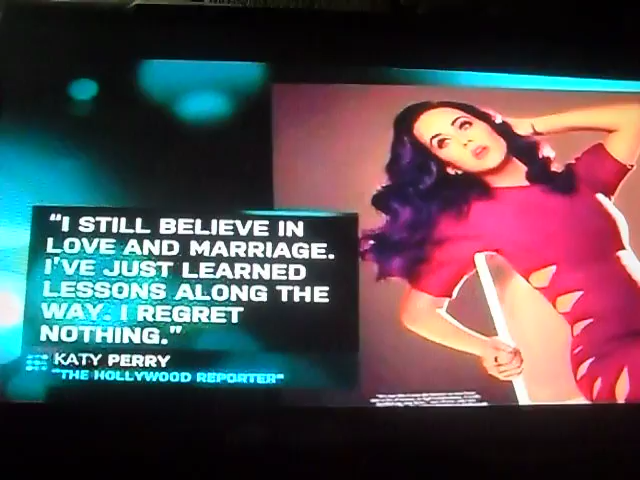 "I STILL BELIEVE IN
LOVE AND MARRIAGE.
I'VE JUST LEARNED
LESSONS ALONG THE
WAY. I REGRET
NOTHING."
KATY PERRY
"THE HOLLYWOOD REPORTER"